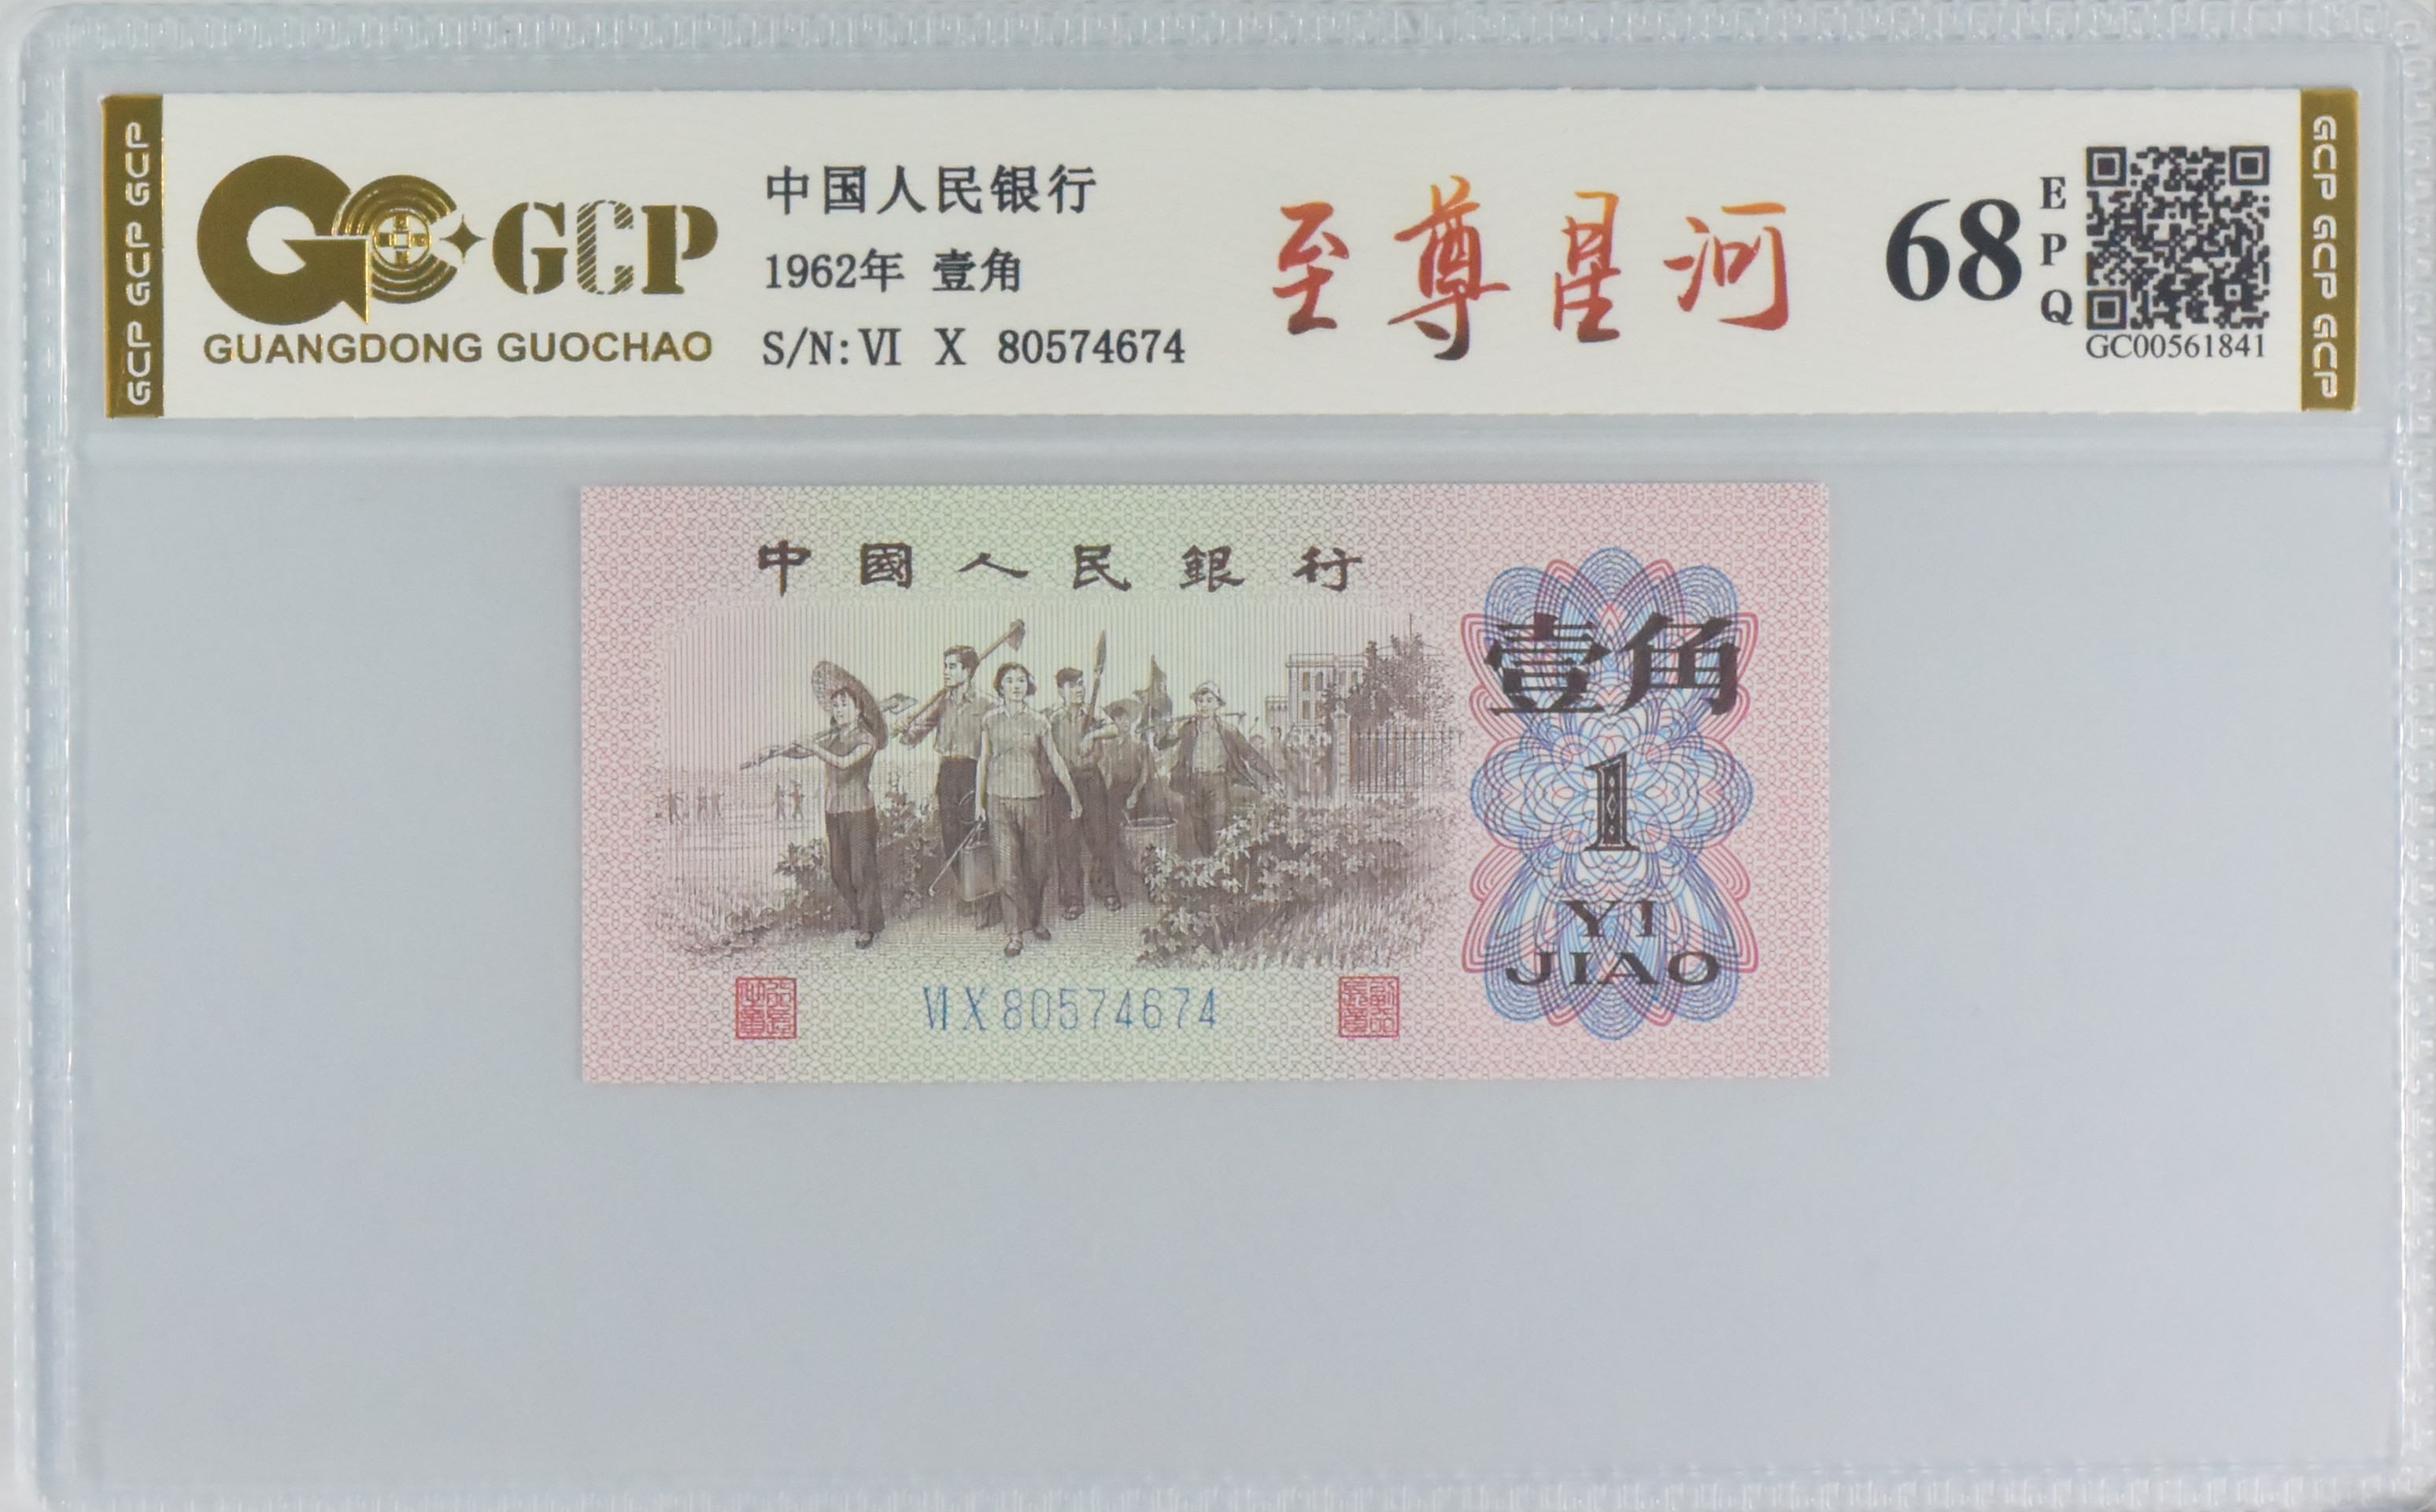 GCP GCP GCP
GCP
GUANGDONG GUOCHAO
中国人民银行
1962年 壹角
S/N:VI X 80574674
至尊星河
68
EPQ
GC00561841
GCP GCP GCP
中國人民銀行
壹角
1
YI
JIAO
VI X 80574674